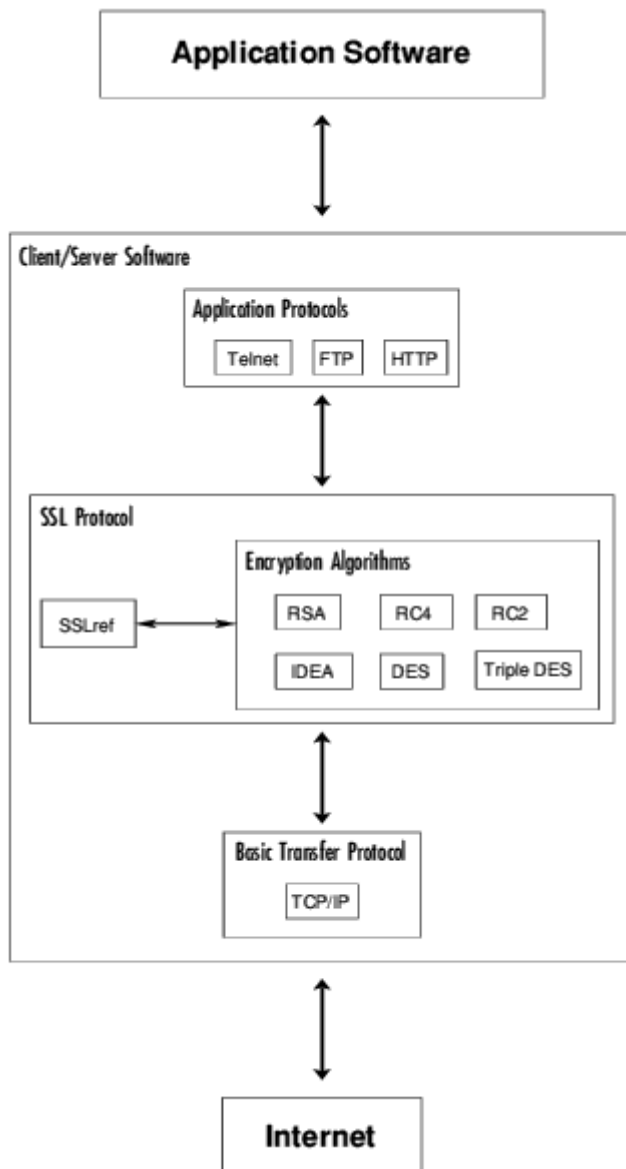 Application Software
Client/Server Software
Application Protocols
Telnet FTP HTTP
SSL Protocol
Encryption Algorithms
SSLref
RSA RC4 RC2
IDEA DES Triple DES
Basic Transfer Protocol
TCP/IP
Internet